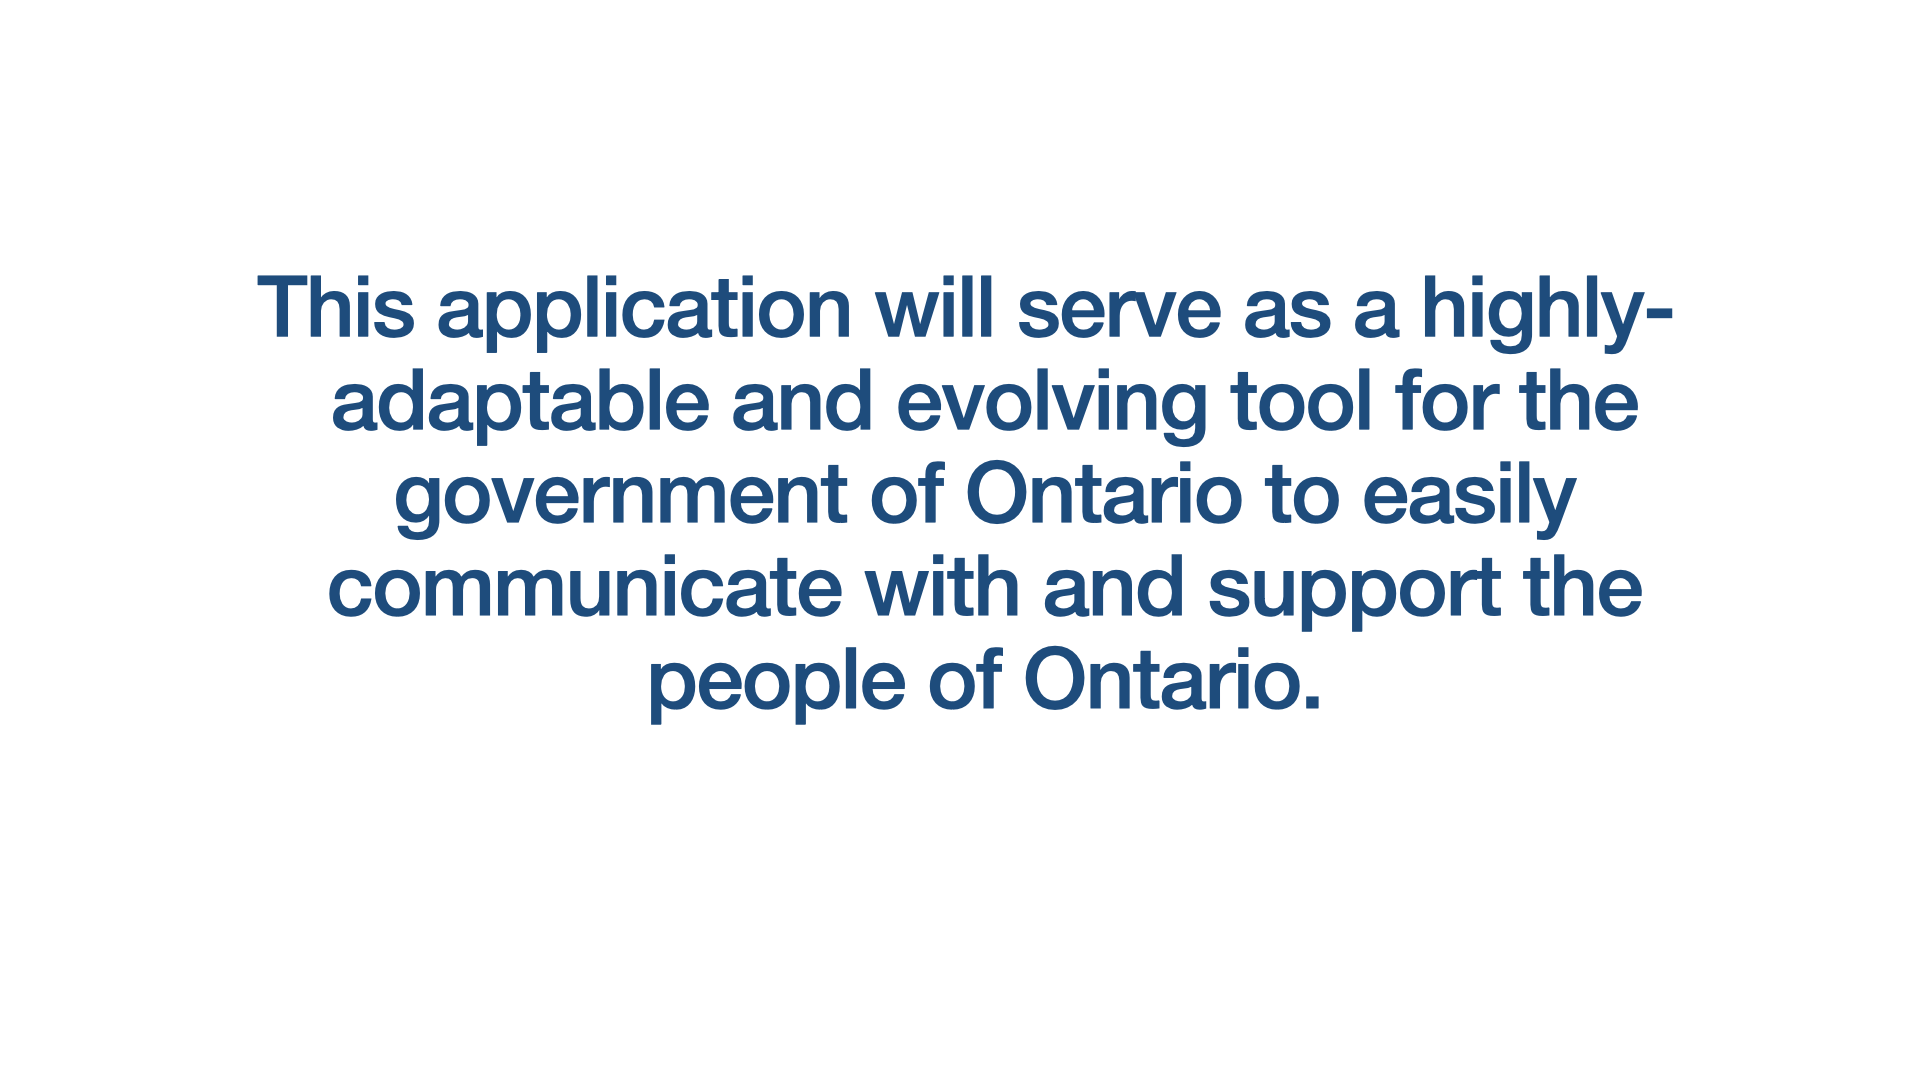 This application will serve as a highly-
adaptable and evolving tool for the
government of Ontario to easily
communicate with and support the
people of Ontario.